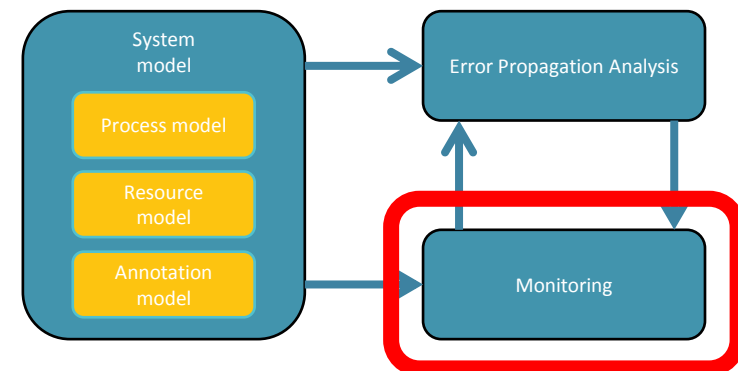 System
model
Process model
Resource
model
Annotation
model
Error Propagation Analysis
Monitoring